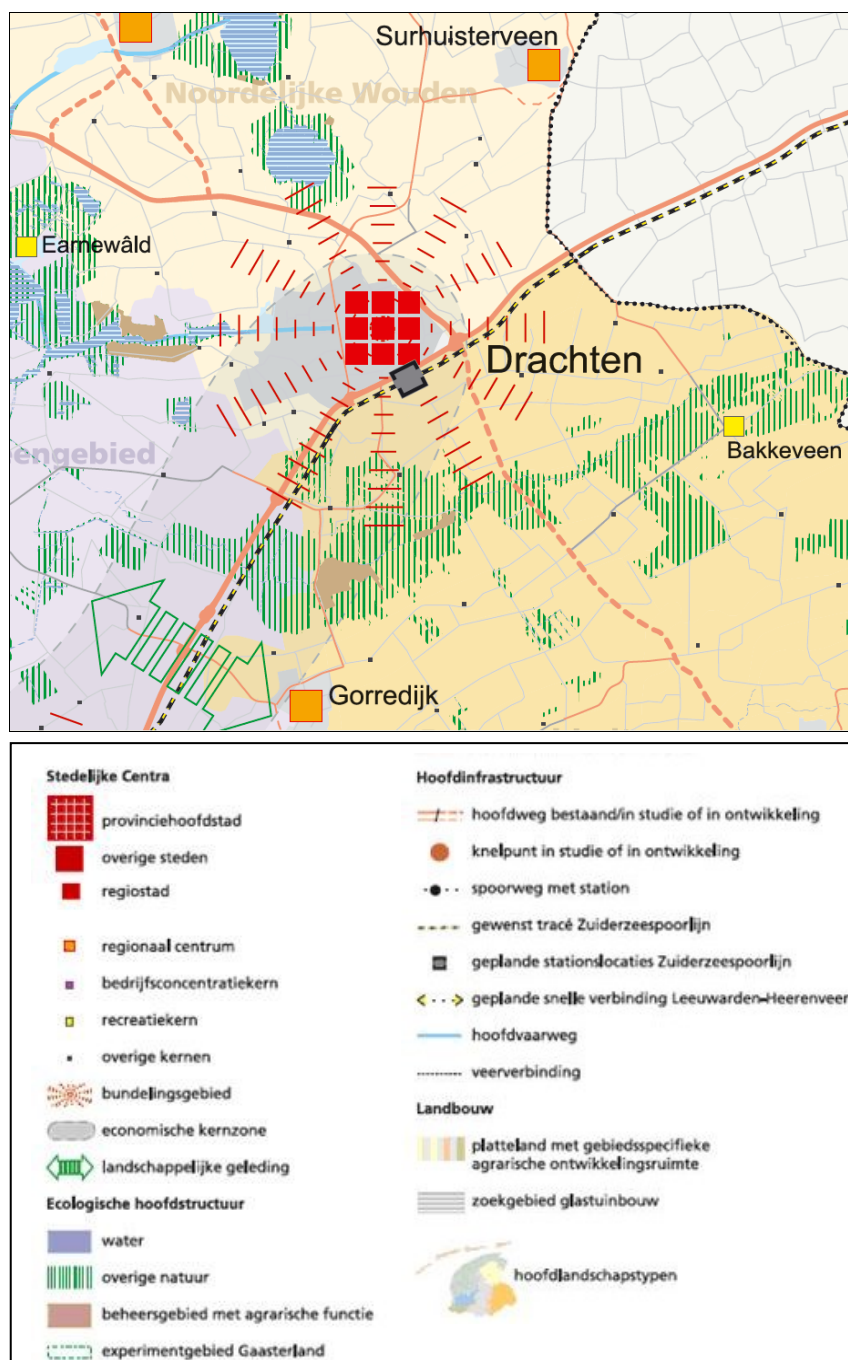 Surhuisterveen
Noordelijke Wouden
Earnewâld
Drachten
Bakkeveen
engebied
Gorredijk
Stedelijke Centra
provinciehoofdstad
overige steden
regiostad
regionaal centrum
bedrijfsconcentratiekern
recreatiekern
overige kernen
bundelingsgebied
economische kernzone
landschappelijke geleding
Ecologische hoofdstructuur
water
overige natuur
beheersgebied met agrarische functie
experimentgebied Gaasterland
Hoofdinfrastructuur
hoofdweg bestaand/in studie of in ontwikkeling
knelpunt in studie of in ontwikkeling
spoorweg met station
gewenst tracé Zuiderzeespoorlijn
geplande stationslocaties Zuiderzeespoorlijn
geplande snelle verbinding Leeuwarden-Heerenveen
hoofdvaarweg
veerverbinding
Landbouw
platteland met gebiedsspecifieke
agrarische ontwikkelingsruimte
zoekgebied glastuinbouw
hoofdlandschapstypen